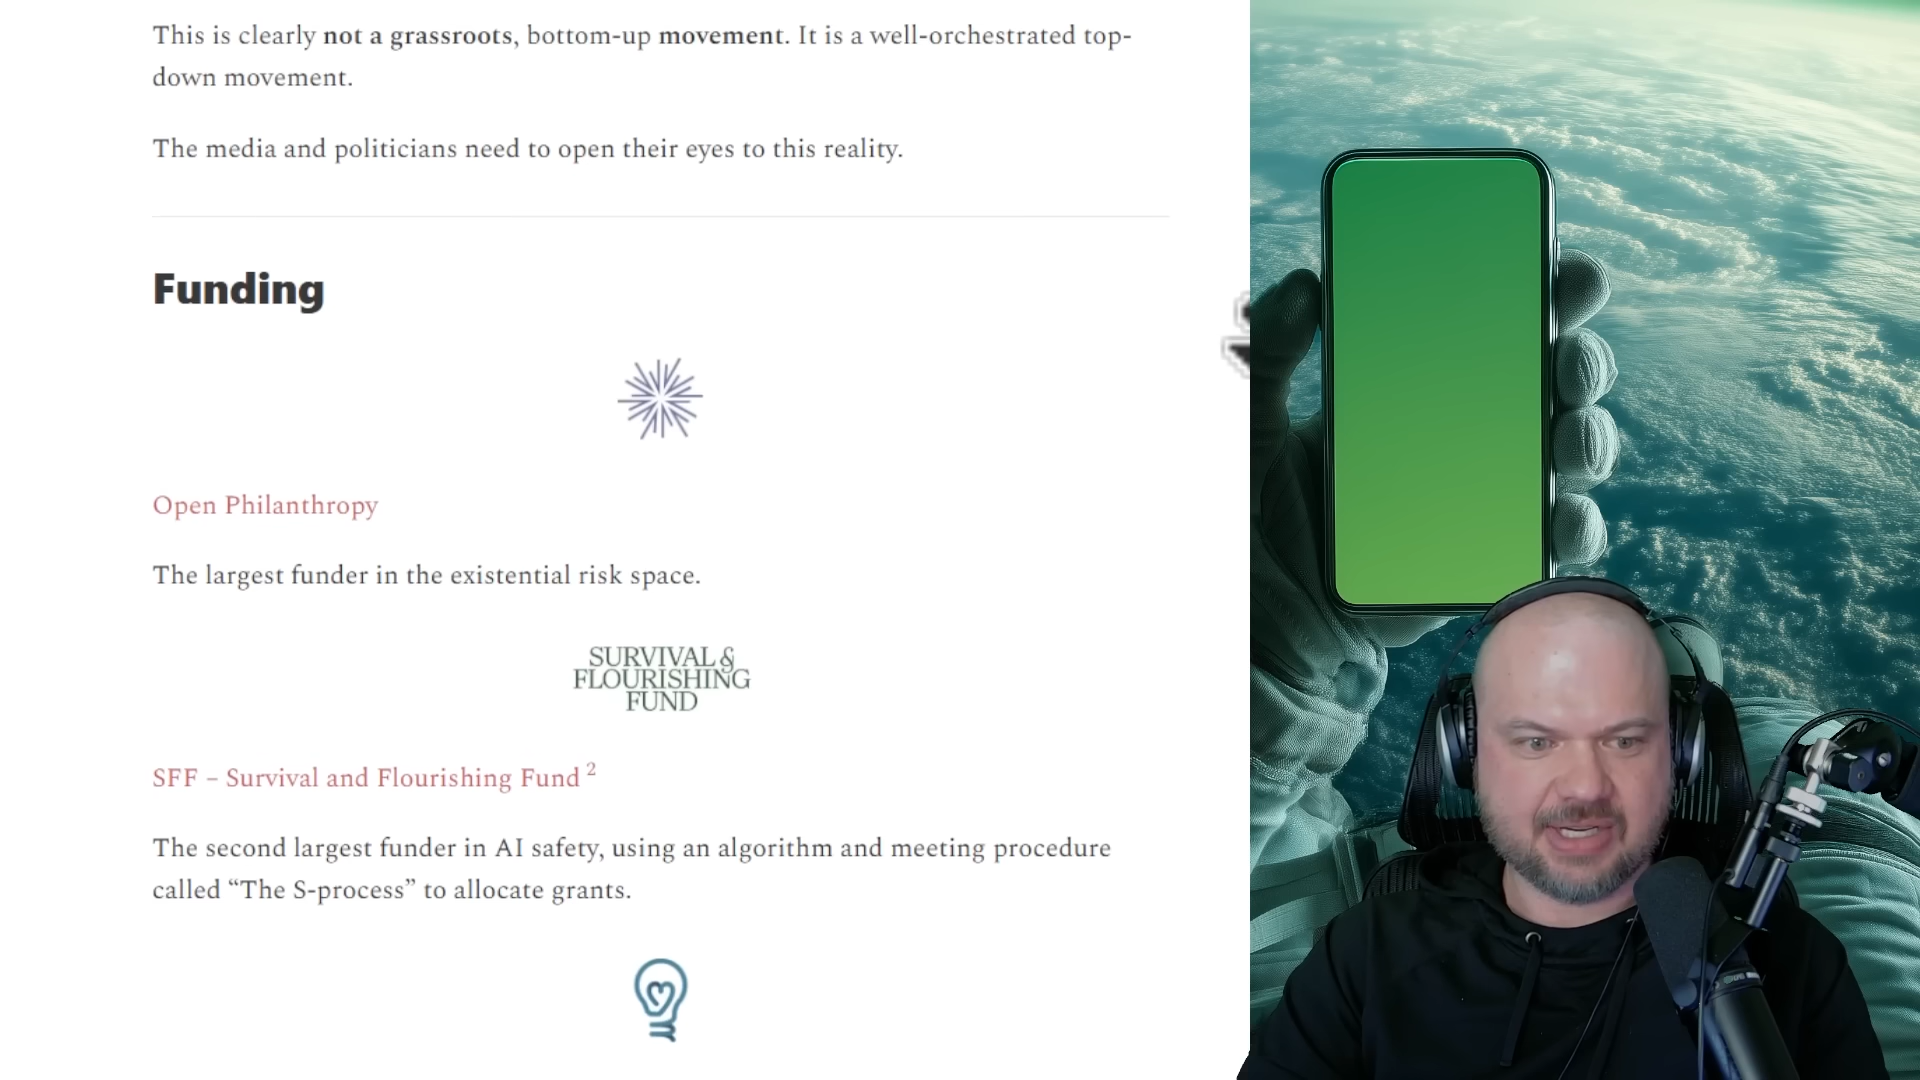 This is clearly not a grassroots, bottom-up movement. It is a well-orchestrated top-
down movement.
The media and politicians need to open their eyes to this reality.
Funding
Open Philanthropy
The largest funder in the existential risk space.
SURVIVAL &
FLOURISHING
FUND
SFF – Survival and Flourishing Fund 2
The second largest funder in AI safety, using an algorithm and meeting procedure
called “The S-process” to allocate grants.